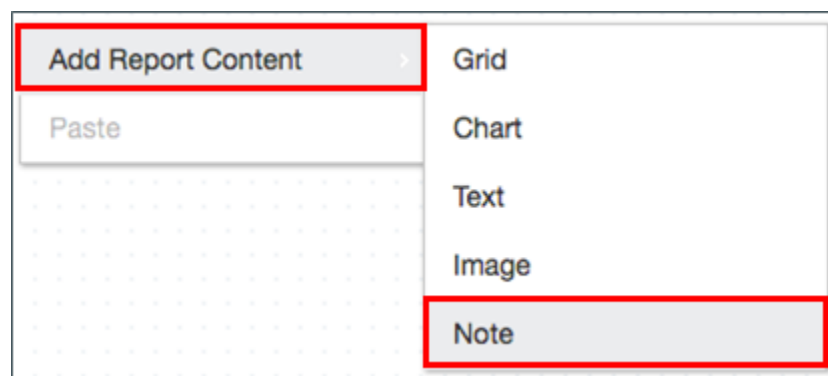 Add Report Content
Paste
Grid
Chart
Text
Image
Note